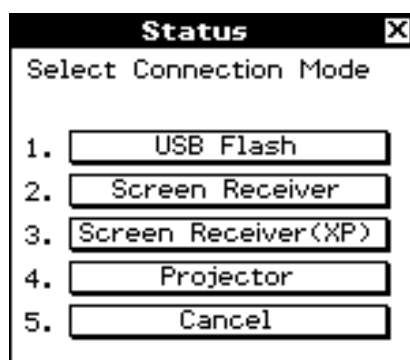 Status X
Select Connection Mode
1. USB Flash
2. Screen Receiver
3. Screen Receiver(XP)
4. Projector
5. Cancel